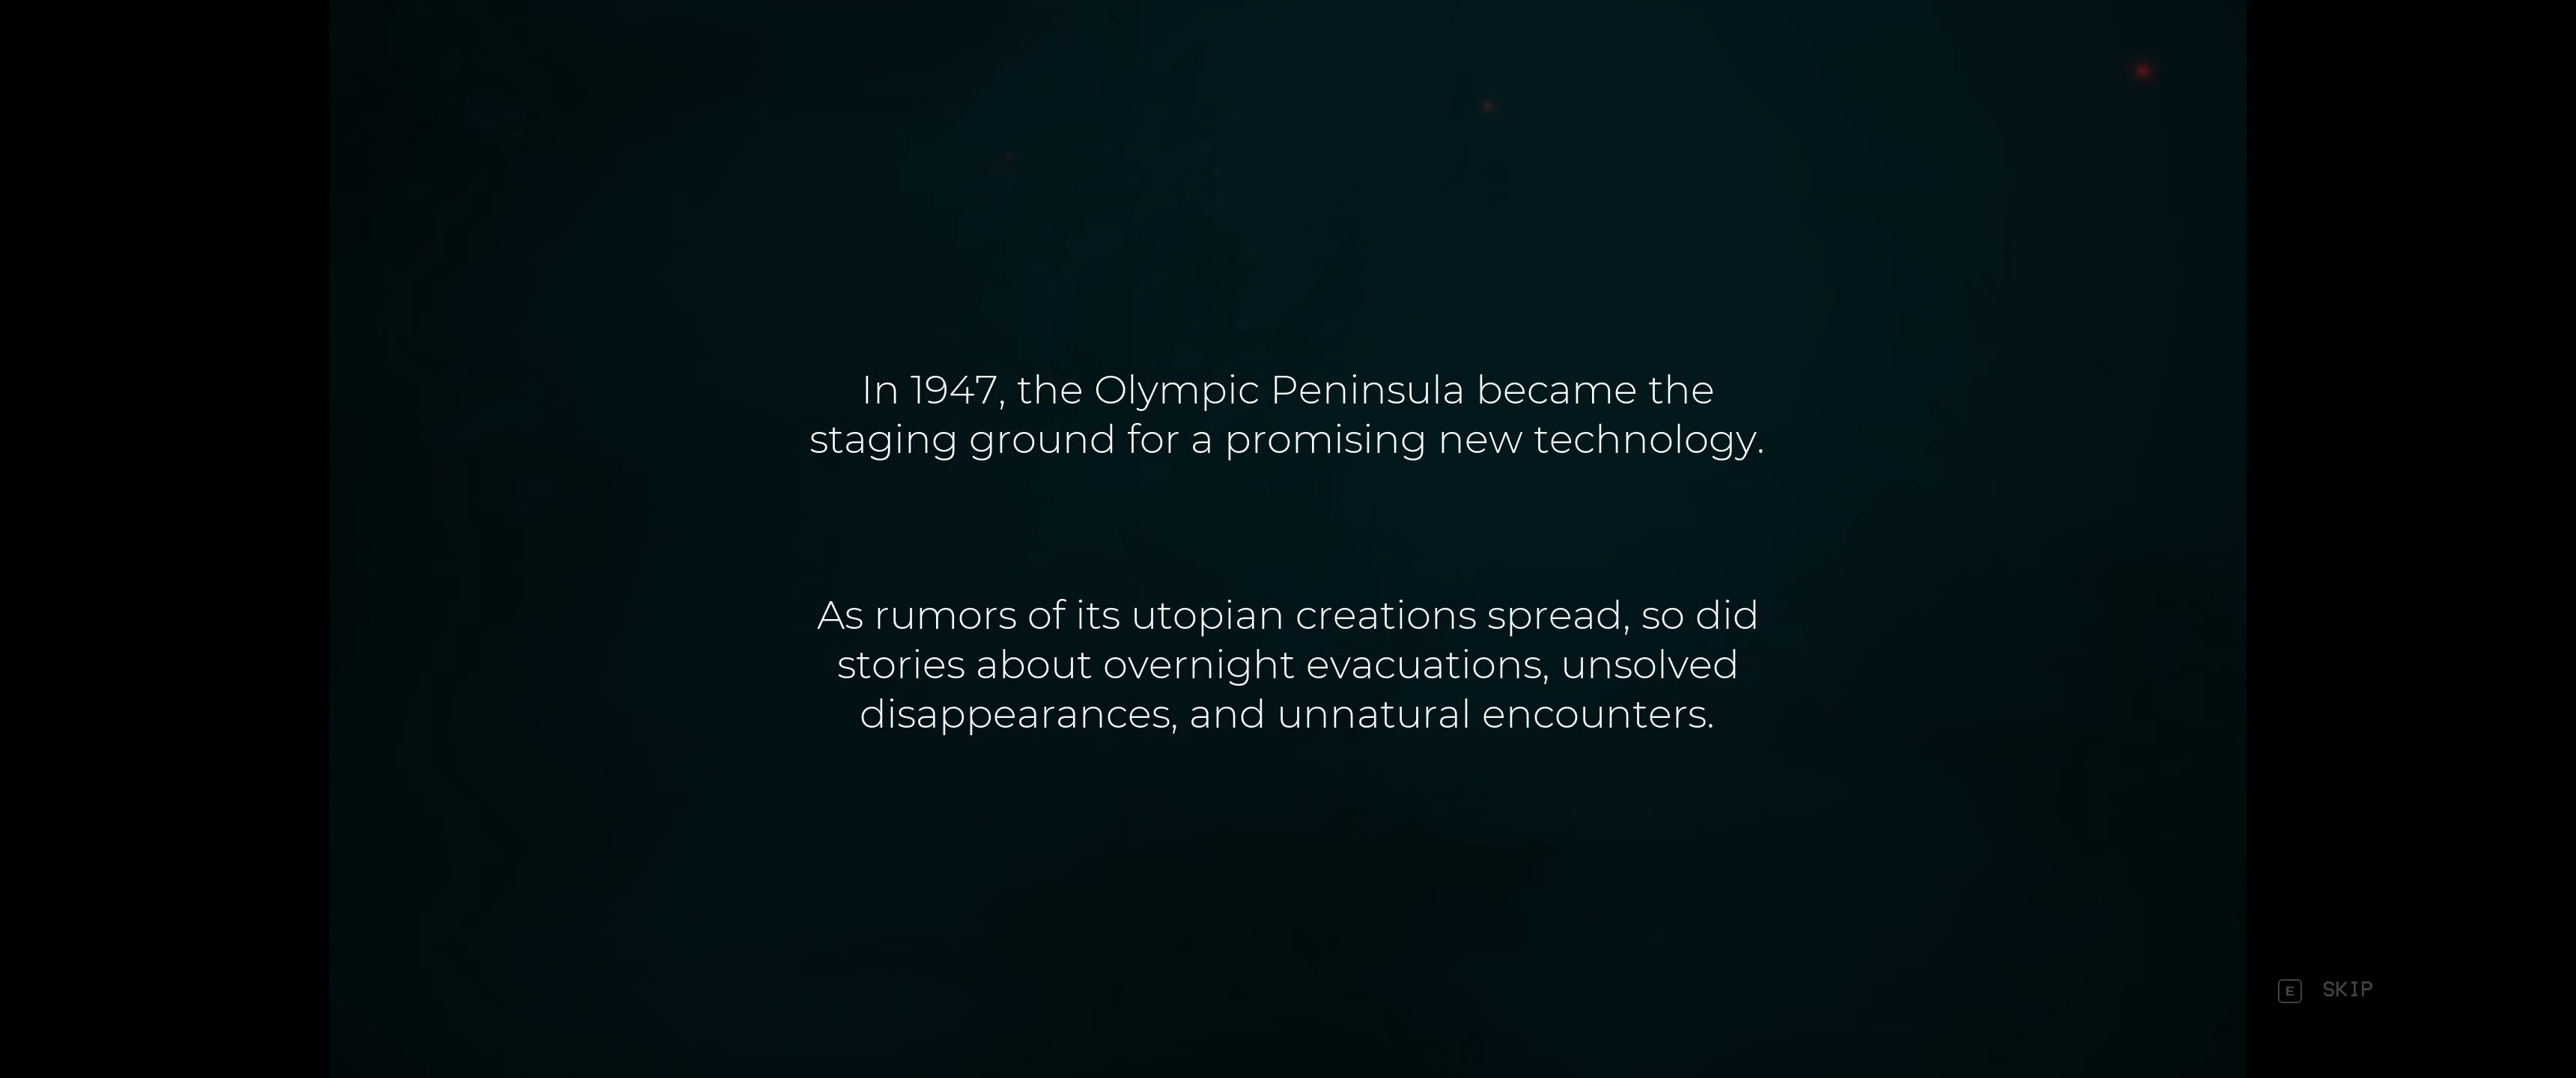 In 1947, the Olympic Peninsula became the
staging ground for a promising new technology.
As rumors of its utopian creations spread, so did
stories about overnight evacuations, unsolved
disappearances, and unnatural encounters.
E SKIP